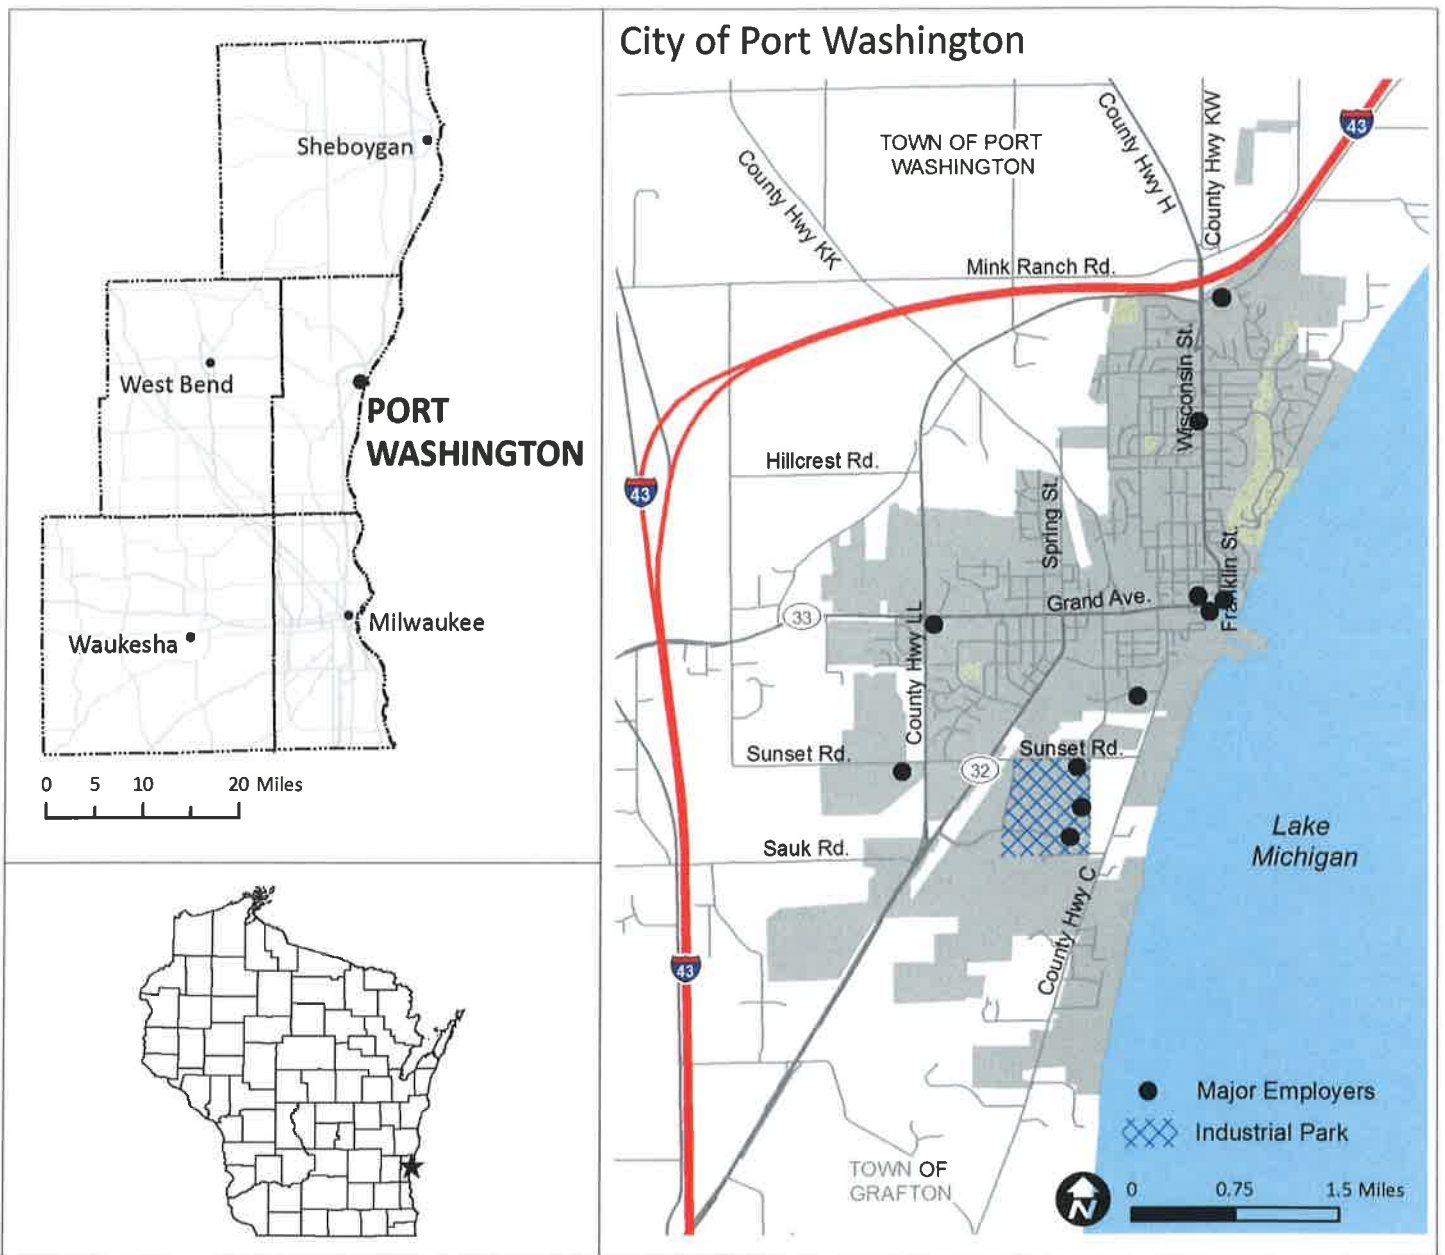 City of Port Washington
Sheboygan
West Bend
PORT
WASHINGTON
Waukesha
Milwaukee
0 5 10 20 Miles
43
TOWN OF PORT
WASHINGTON
County Hwy H
County Hwy KW
County Hwy KK
Mink Ranch Rd.
Wisconsin St.
Hillcrest Rd.
43
Spring St.
Franklin St.
Grand Ave.
33
County Hwy LL
Sunset Rd.
Sunset Rd.
32
Sauk Rd.
Lake
Michigan
County Hwy C
43
Major Employers
Industrial Park
TOWN OF
GRAFTON
N
0 0.75 1.5 Miles